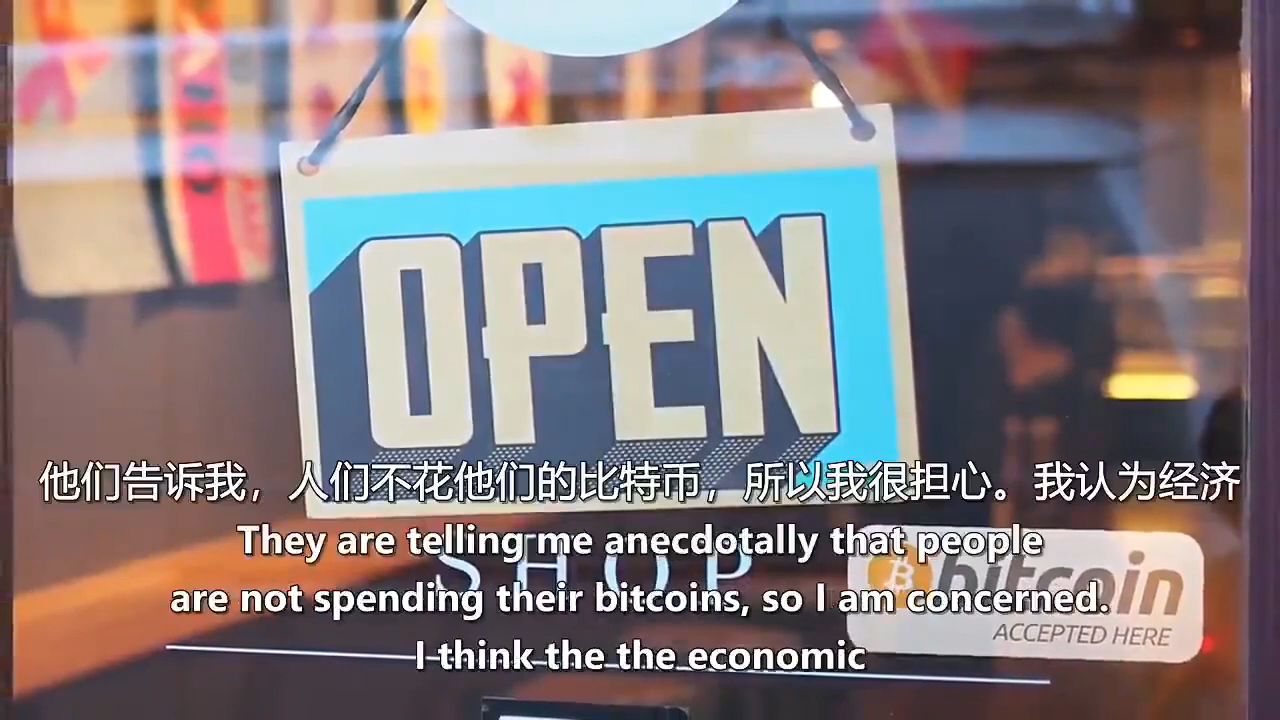 OPEN
他们告诉我，人们不花他们的比特币，所以我很担心。我认为经济
They are telling me anecdotally that people
are not spending their bitcoins, so I am concerned.
I think the the economic
SHOP
bitcoin
ACCEPTED HERE